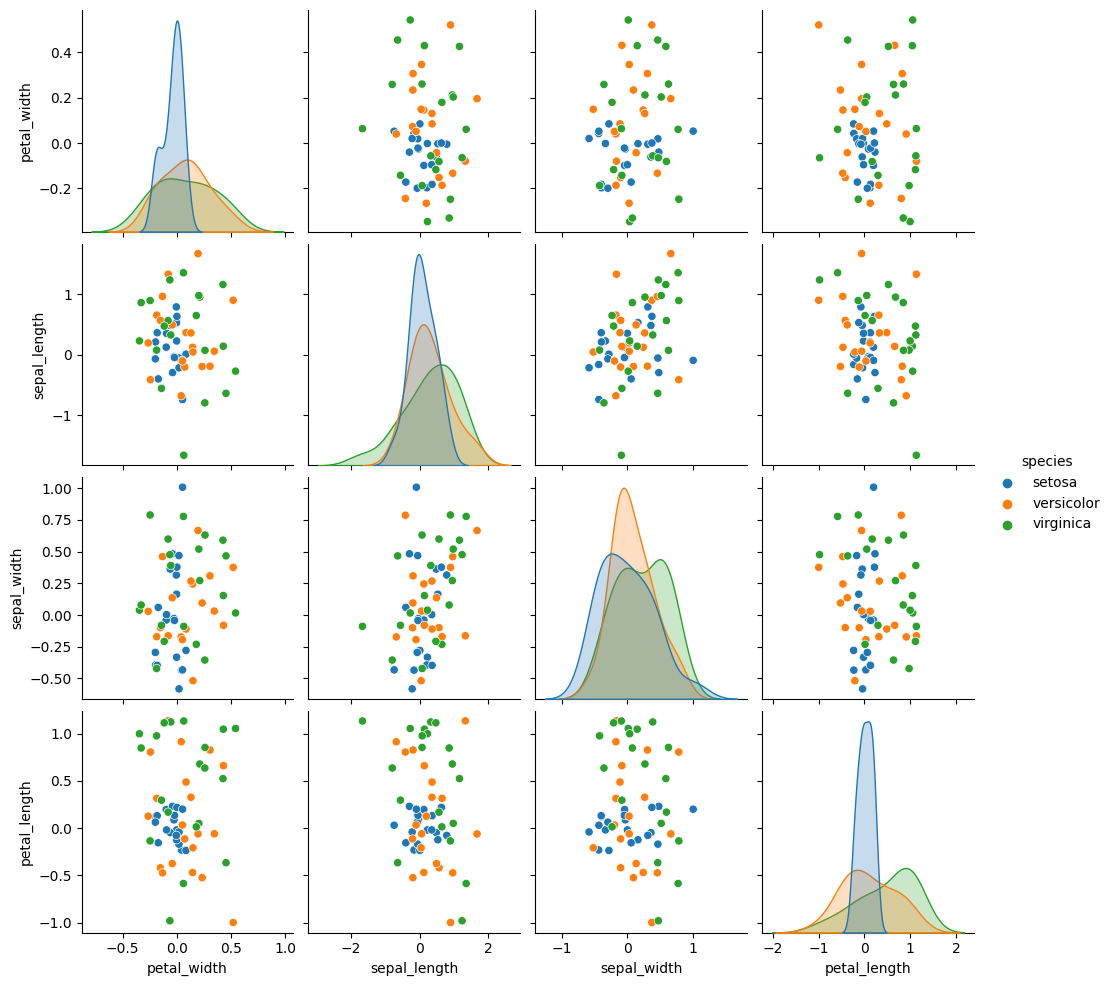 petal_width
0.4
0.2
0.0
−0.2
sepal_length
1
0
−1
species
setosa
versicolor
virginica
sepal_width
1.00
0.75
0.50
0.25
0.00
−0.25
−0.50
petal_length
1.0
0.5
0.0
−0.5
−1.0
−0.5 0.0 0.5 1.0 −2 0 2 −1 0 1 −2 −1 0 1 2
petal_width sepal_length sepal_width petal_length